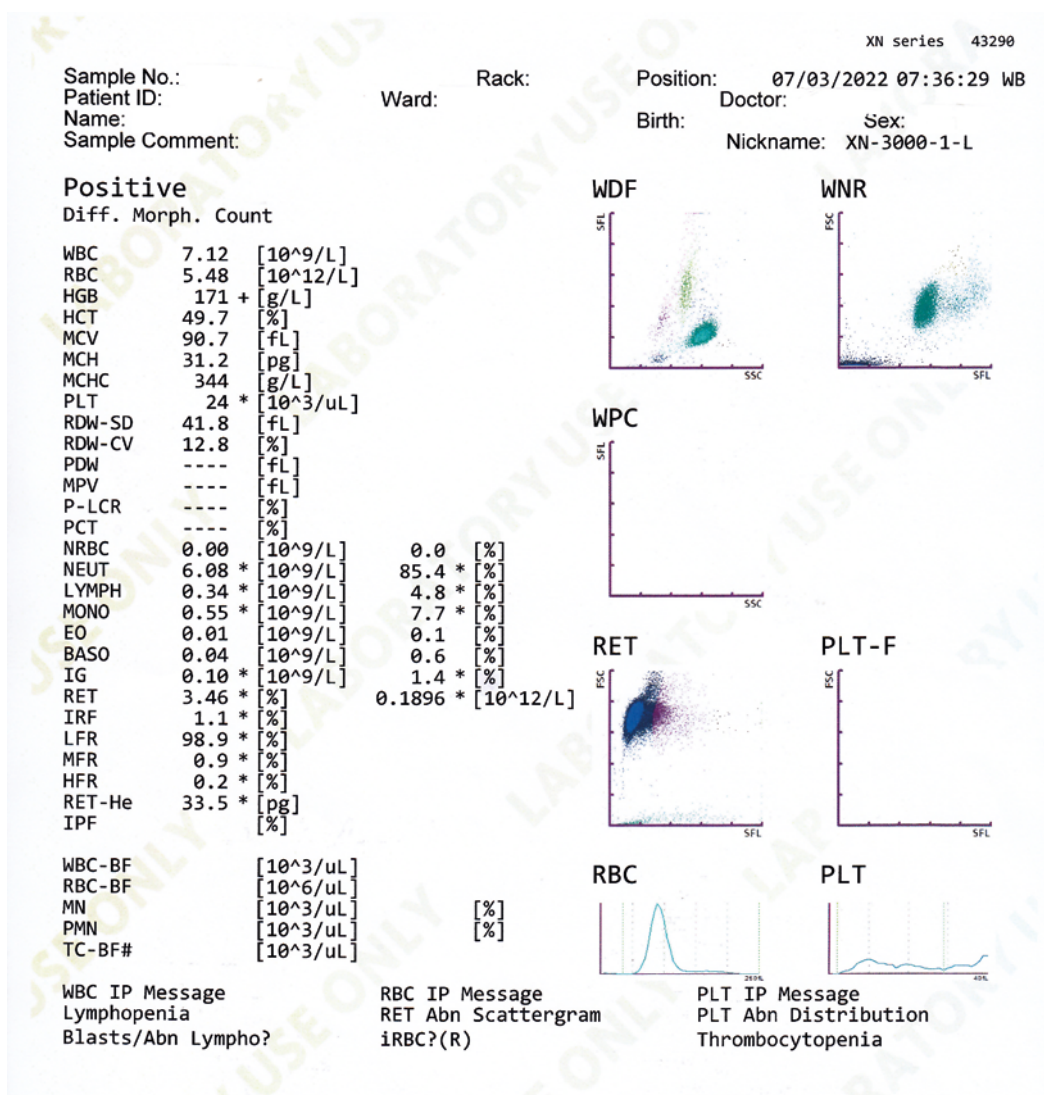 XN series 43290
Sample No.: Rack: Position: 07/03/2022 07:36:29 WB
Patient ID: Ward: Doctor:
Name: Birth: Sex:
Sample Comment: Nickname: XN-3000-1-L
Positive
Diff. Morph. Count
WDF WNR
SFL SSC FSC SFL
WBC 7.12 [10^9/L]
RBC 5.48 [10^12/L]
HGB 171 + [g/L]
HCT 49.7 [%]
MCV 90.7 [fL]
MCH 31.2 [pg]
MCHC 344 [g/L]
PLT 24 * [10^3/uL]
RDW-SD 41.8 [fL]
RDW-CV 12.8 [%]
PDW ---- [fL]
MPV ---- [fL]
P-LCR ---- [%]
PCT ---- [%]
NRBC 0.00 [10^9/L] 0.0 [%]
NEUT 6.08 * [10^9/L] 85.4 * [%]
LYMPH 0.34 * [10^9/L] 4.8 * [%]
MONO 0.55 * [10^9/L] 7.7 * [%]
EO 0.01 [10^9/L] 0.1 [%]
BASO 0.04 [10^9/L] 0.6 [%]
IG 0.10 * [10^9/L] 1.4 * [%]
RET 3.46 * [%] 0.1896 * [10^12/L]
IRF 1.1 * [%]
LFR 98.9 * [%]
MFR 0.9 * [%]
HFR 0.2 * [%]
RET-He 33.5 * [pg]
IPF [%]
WPC
SFL SSC
RET PLT-F
FSC SFL FSC SFL
WBC-BF [10^3/uL]
RBC-BF [10^6/uL]
MN [10^3/uL] [%]
PMN [10^3/uL] [%]
TC-BF# [10^3/uL]
RBC PLT
40fL
WBC IP Message RBC IP Message PLT IP Message
Lymphopenia RET Abn Scattergram PLT Abn Distribution
Blasts/Abn Lympho? iRBC?(R) Thrombocytopenia
LABORATORY USE ONLY